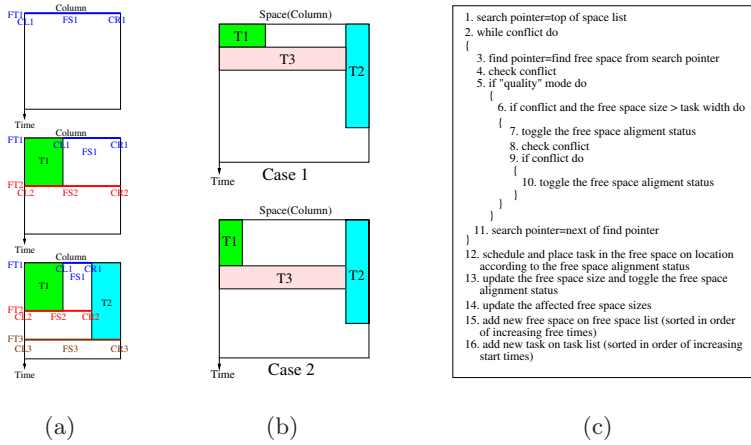 Column
FT1
CL1 FS1 CR1
Time
Column
FT1
CL1 CR1
FS1
T1
FT2
CL2 FS2 CR2
Time
Column
FT1
CL1 CR1
FS1
T1
T2
FT2
CL2 FS2 CR2
FT3
CL3 FS3 CR3
Time
(a)
Space(Column)
T1
T3
T2
Time
Case 1
Space(Column)
T1
T2
T3
Time
Case 2
(b)
1. search pointer=top of space list
2. while conflict do
{
3. find pointer=find free space from search pointer
4. check conflict
5. if "quality" mode do
{
6. if conflict and the free space size > task width do
{
7. toggle the free space aligment status
8. check conflict
9. if conflict do
{
10. toggle the free space aligment status
}
}
}
11. search pointer=next of find pointer
}
12. schedule and place task in the free space on location
according to the free space alignment status
13. update the free space size and toggle the free space
alignment status
14. update the affected free space sizes
15. add new free space on free space list (sorted in order
of increasing free times)
16. add new task on task list (sorted in order of increasing
start times)
(c)